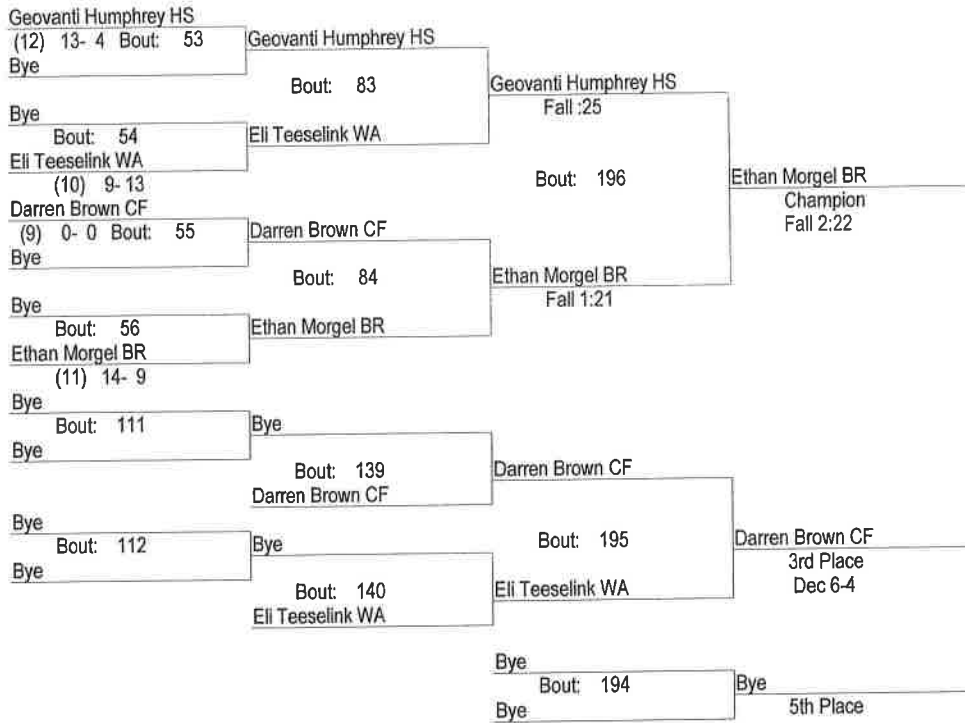 Geovanti Humphrey HS
(12) 13- 4 Bout: 53
Bye
Geovanti Humphrey HS
Bout: 83
Geovanti Humphrey HS
Fall :25
Bye
Bout: 54
Eli Teeselink WA
Eli Teeselink WA
(10) 9- 13
Bout: 196
Ethan Morgel BR
Champion
Fall 2:22
Darren Brown CF
(9) 0- 0 Bout: 55
Bye
Darren Brown CF
Bout: 84
Ethan Morgel BR
Fall 1:21
Bye
Bout: 56
Ethan Morgel BR
Ethan Morgel BR
(11) 14- 9
Bye
Bout: 111
Bye
Bye
Bout: 139
Darren Brown CF
Darren Brown CF
Bye
Bout: 112
Bye
Bye
Bout: 140
Eli Teeselink WA
Bout: 195
Eli Teeselink WA
Darren Brown CF
3rd Place
Dec 6-4
Bye
Bout: 194
Bye
Bye
5th Place